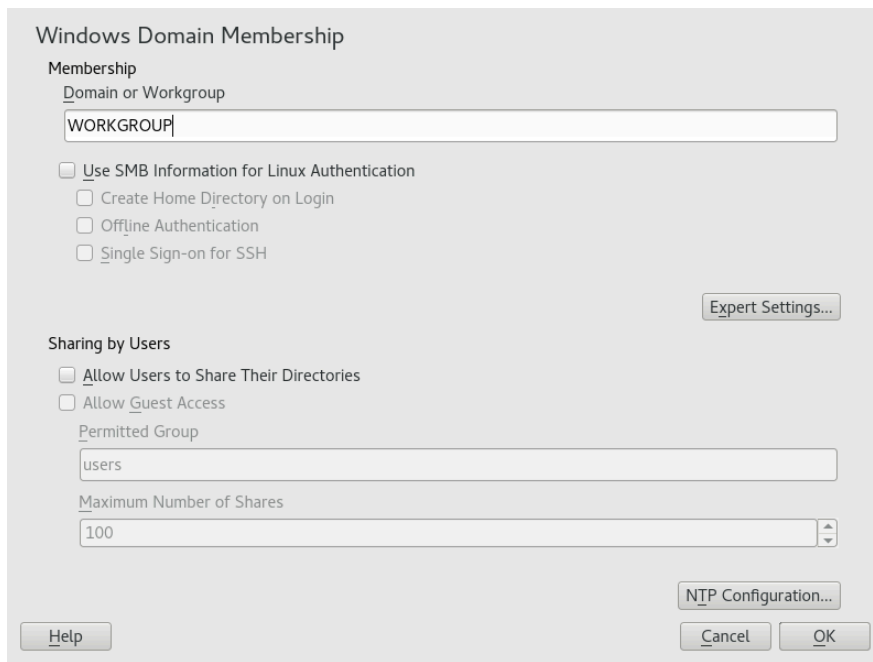 Windows Domain Membership
Membership
Domain or Workgroup
WORKGROUP
Use SMB Information for Linux Authentication
Create Home Directory on Login
Offline Authentication
Single Sign-on for SSH
Expert Settings...
Sharing by Users
Allow Users to Share Their Directories
Allow Guest Access
Permitted Group
users
Maximum Number of Shares
100
NTP Configuration...
Help
Cancel
OK